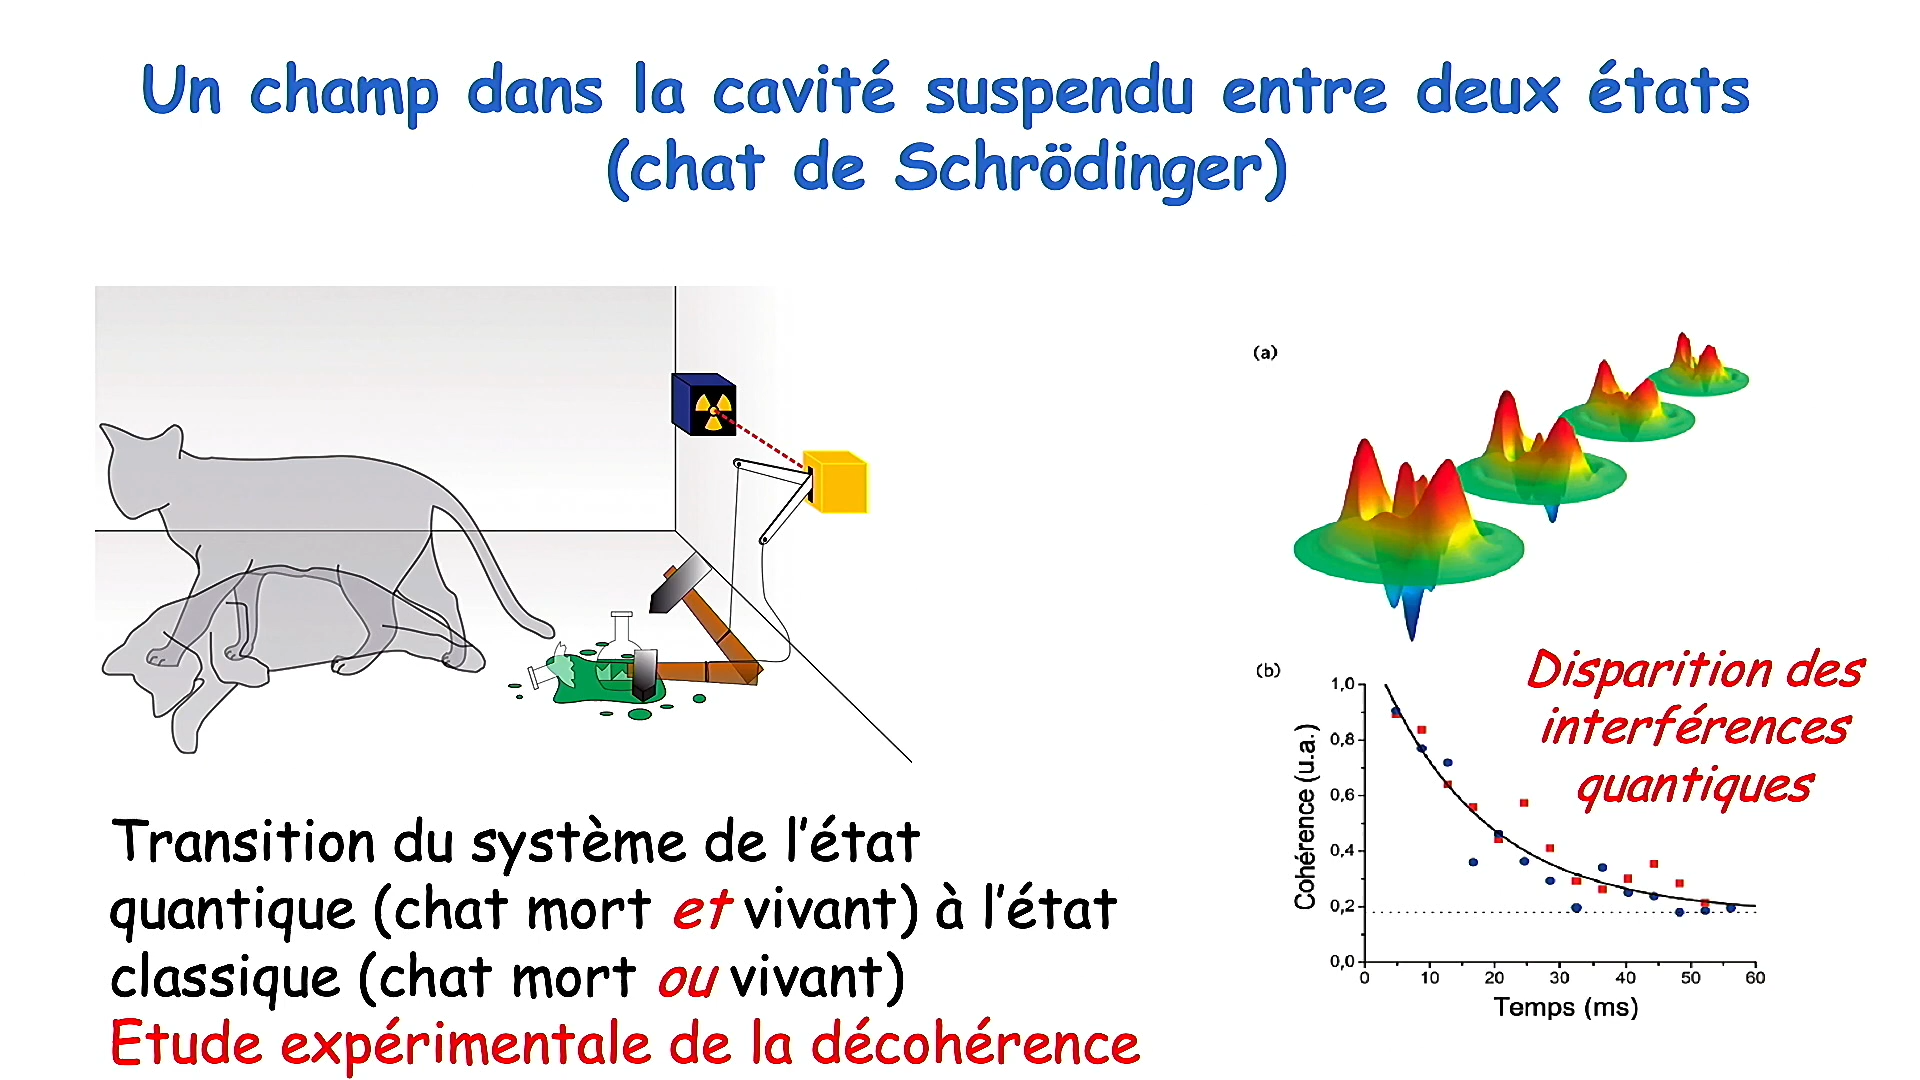 Un champ dans la cavité suspendu entre deux états
(chat de Schrödinger)
(a)
(b)
Disparition des
interférences
quantiques
Cohérence (u.a.)
1,0
0,8
0,6
0,4
0,2
0,0
0 10 20 30 40 50 60
Temps (ms)
Transition du système de l'état
quantique (chat mort et vivant) à l'état
classique (chat mort ou vivant)
Etude expérimentale de la décohérence